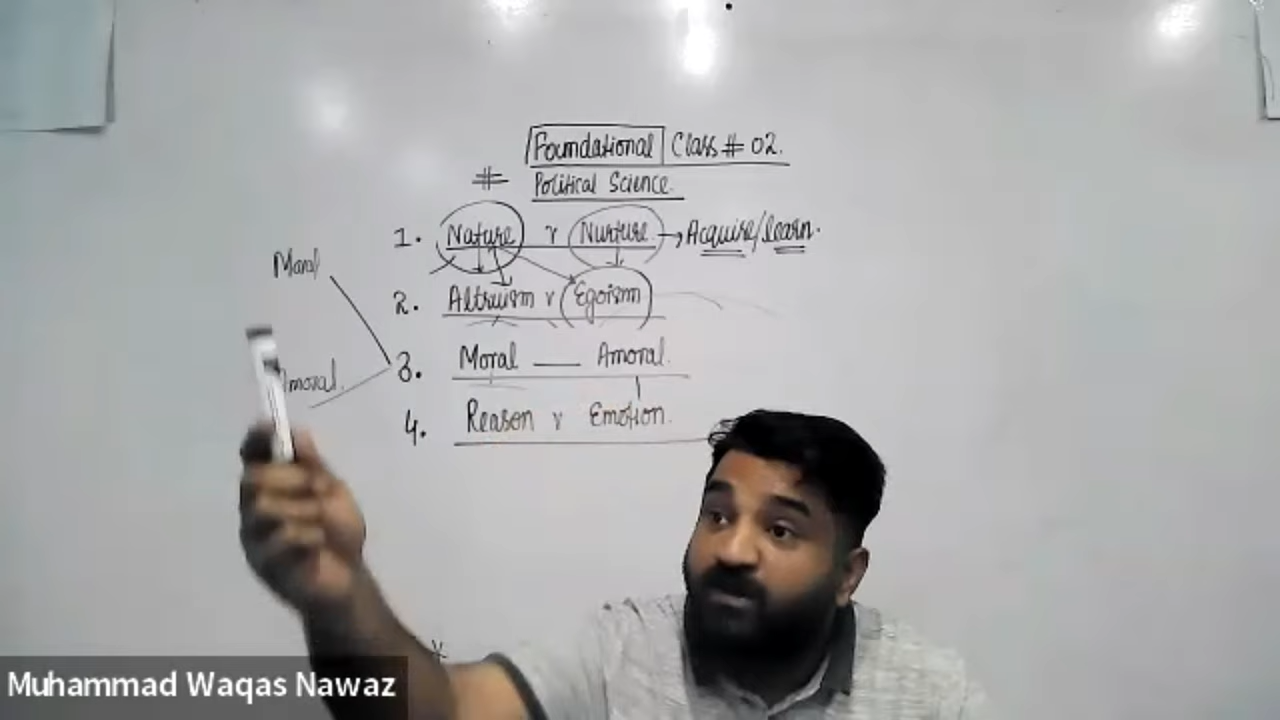 Foundational Class # 02.
# Political Science.
1. Nature v Nurture → Acquire/learn.
2. Altruism v Egoism
Moral
3. Moral — Amoral.
Amoral.
4. Reason v Emotion.
Muhammad Waqas Nawaz